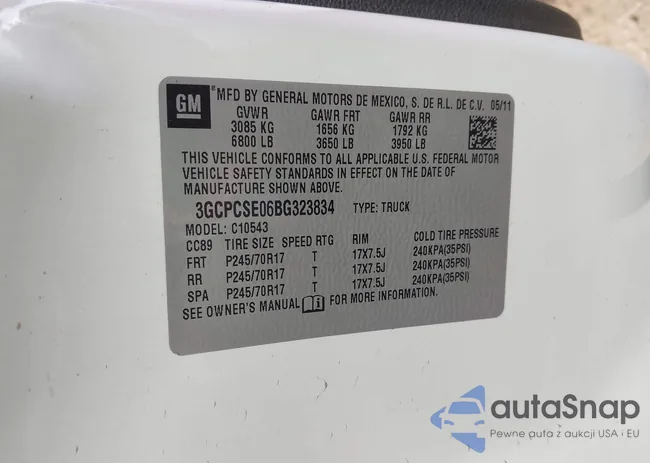 GM
®MFD BY GENERAL MOTORS DE MEXICO, S. DE R.L. DE C.V. 05/11
GVWR GAWR FRT GAWR RR
3085 KG 1656 KG 1792 KG
6800 LB 3650 LB 3950 LB
THIS VEHICLE CONFORMS TO ALL APPLICABLE U.S. FEDERAL MOTOR
VEHICLE SAFETY STANDARDS IN EFFECT ON THE DATE OF
MANUFACTURE SHOWN ABOVE.
3GCPCSE06BG323834 TYPE: TRUCK
MODEL: C10543
CC89 TIRE SIZE SPEED RTG RIM COLD TIRE PRESSURE
FRT P245/70R17 T 17X7.5J 240KPA(35PSI)
RR P245/70R17 T 17X7.5J 240KPA(35PSI)
SPA P245/70R17 T 17X7.5J 240KPA(35PSI)
SEE OWNER'S MANUAL FOR MORE INFORMATION.
autaSnap
Pewne auta z aukcji USA i EU